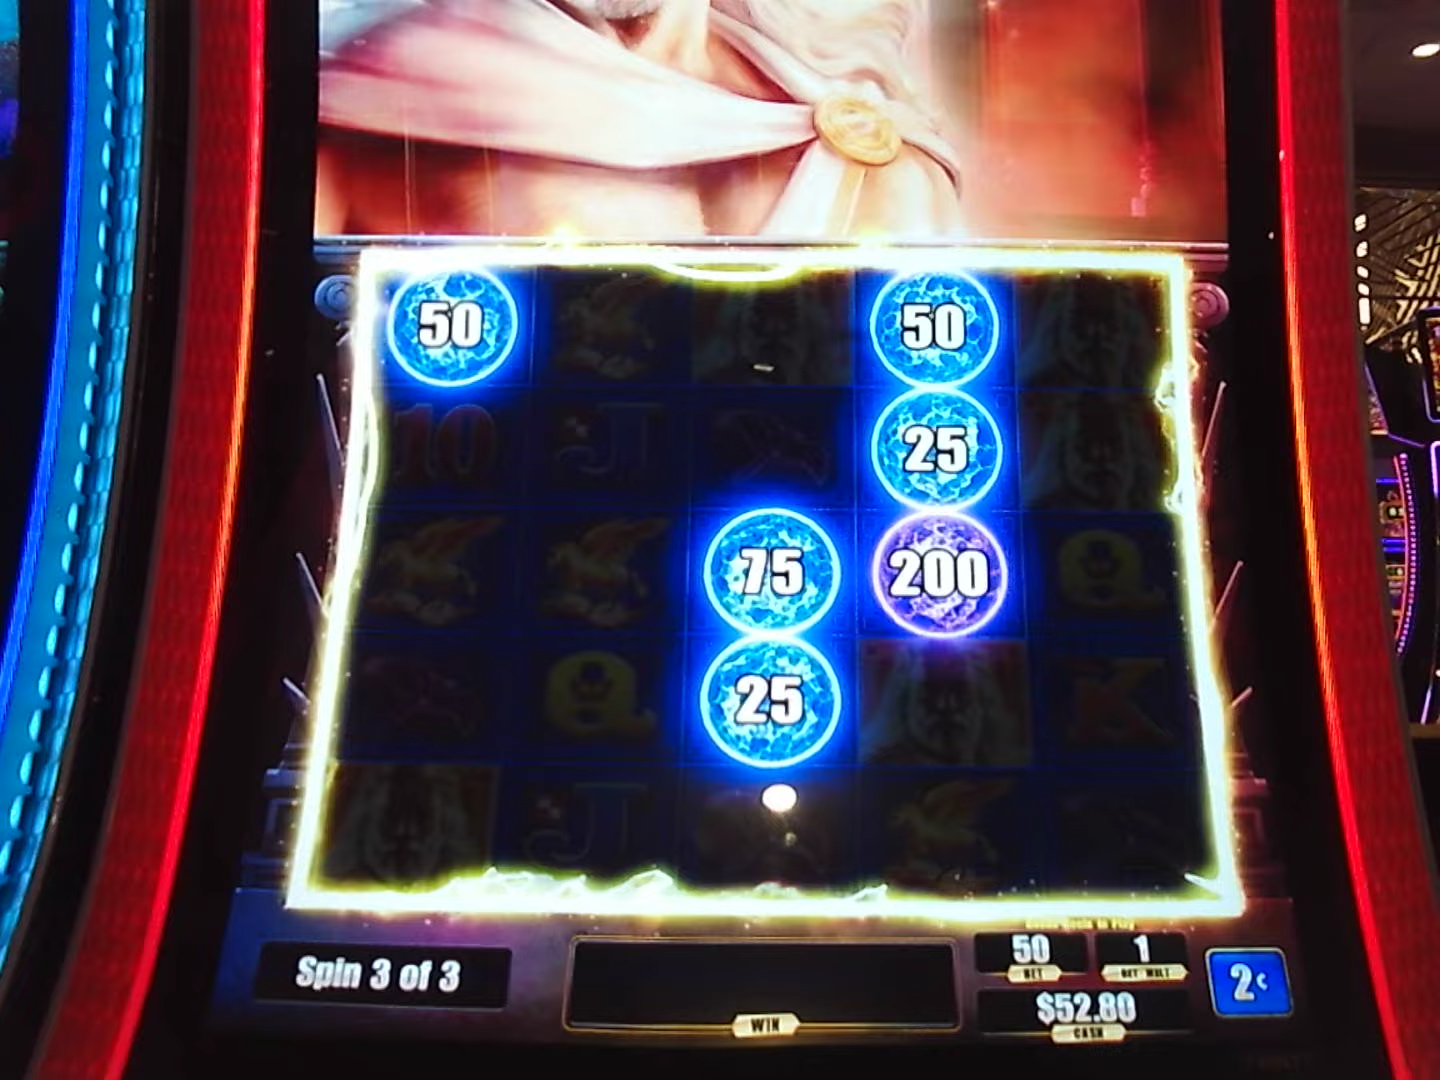 50 50
10 J 25
75 200 Q
25 Q K
J
Spin 3 of 3
50 1
BET BET MULT
2¢
$52.80
WIN
CASH